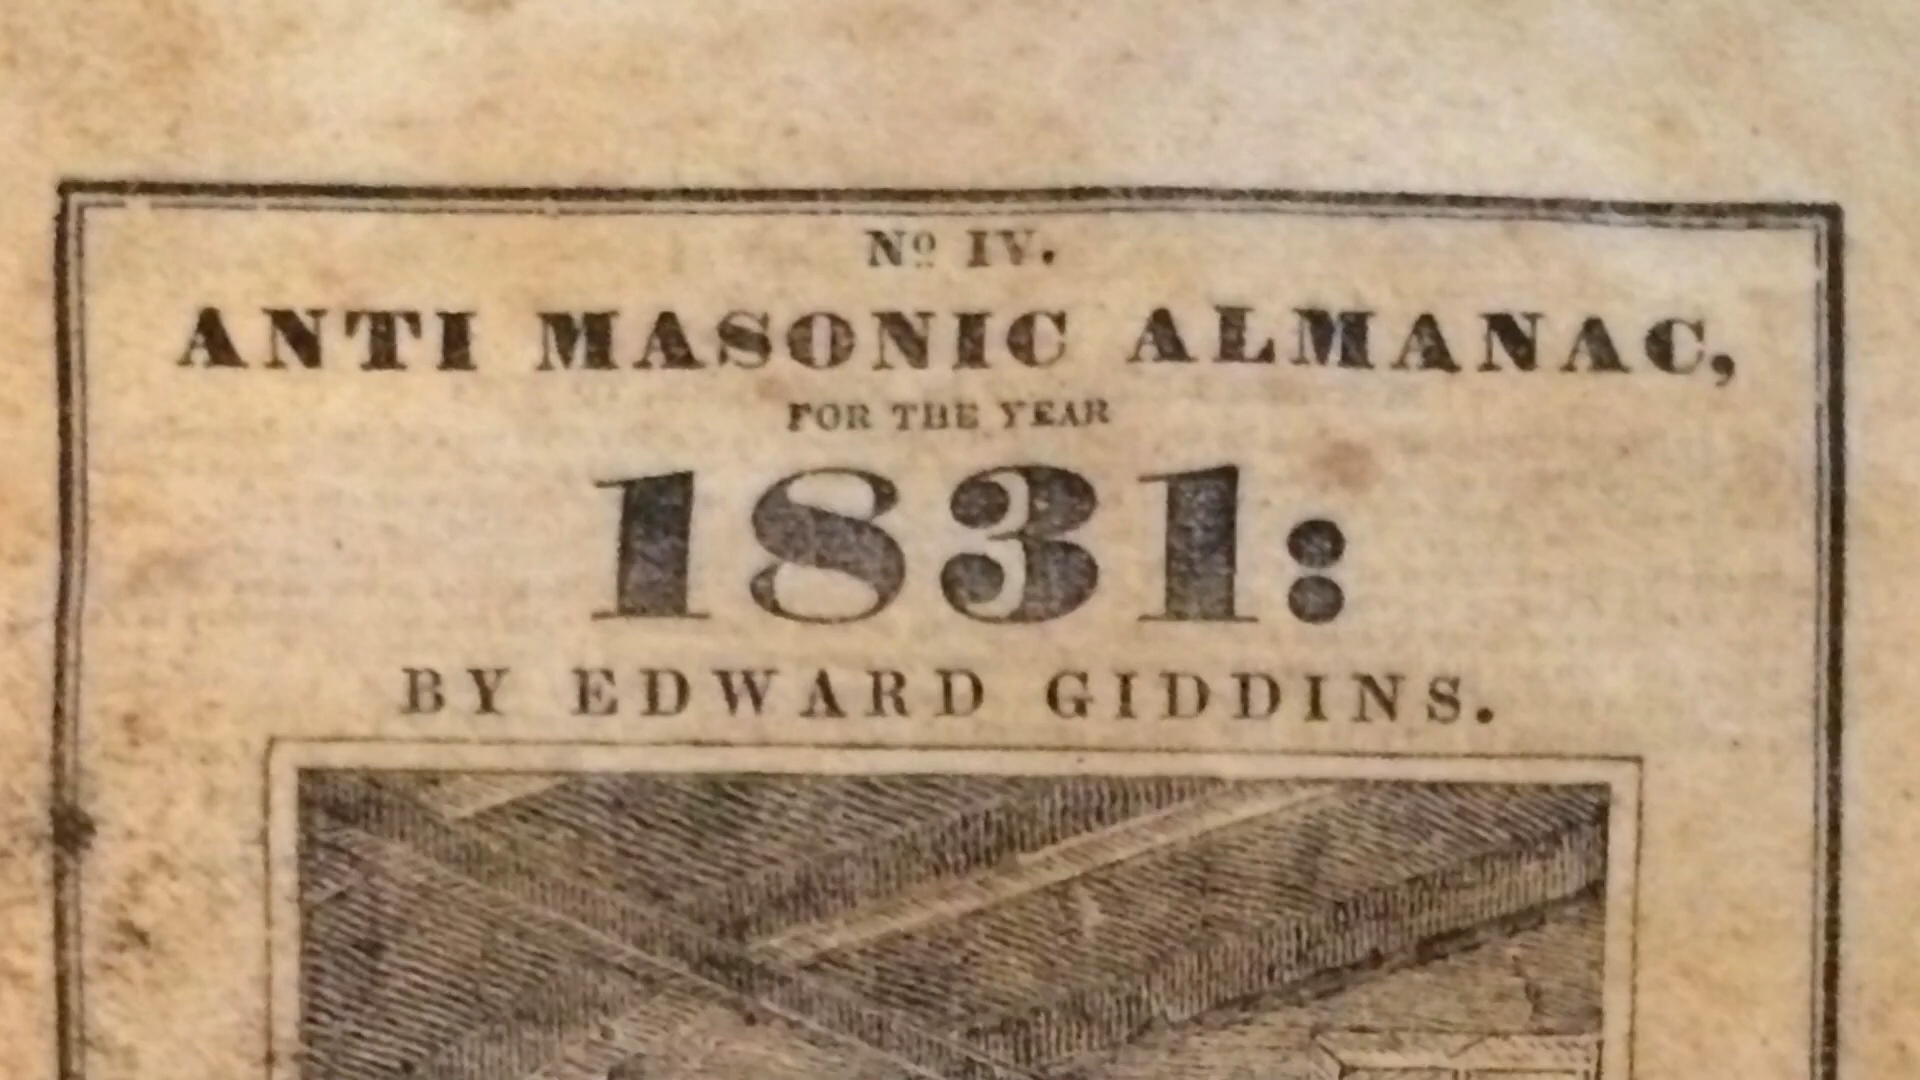 Nº IV.
ANTI MASONIC ALMANAC,
FOR THE YEAR
1831:
BY EDWARD GIDDINS.